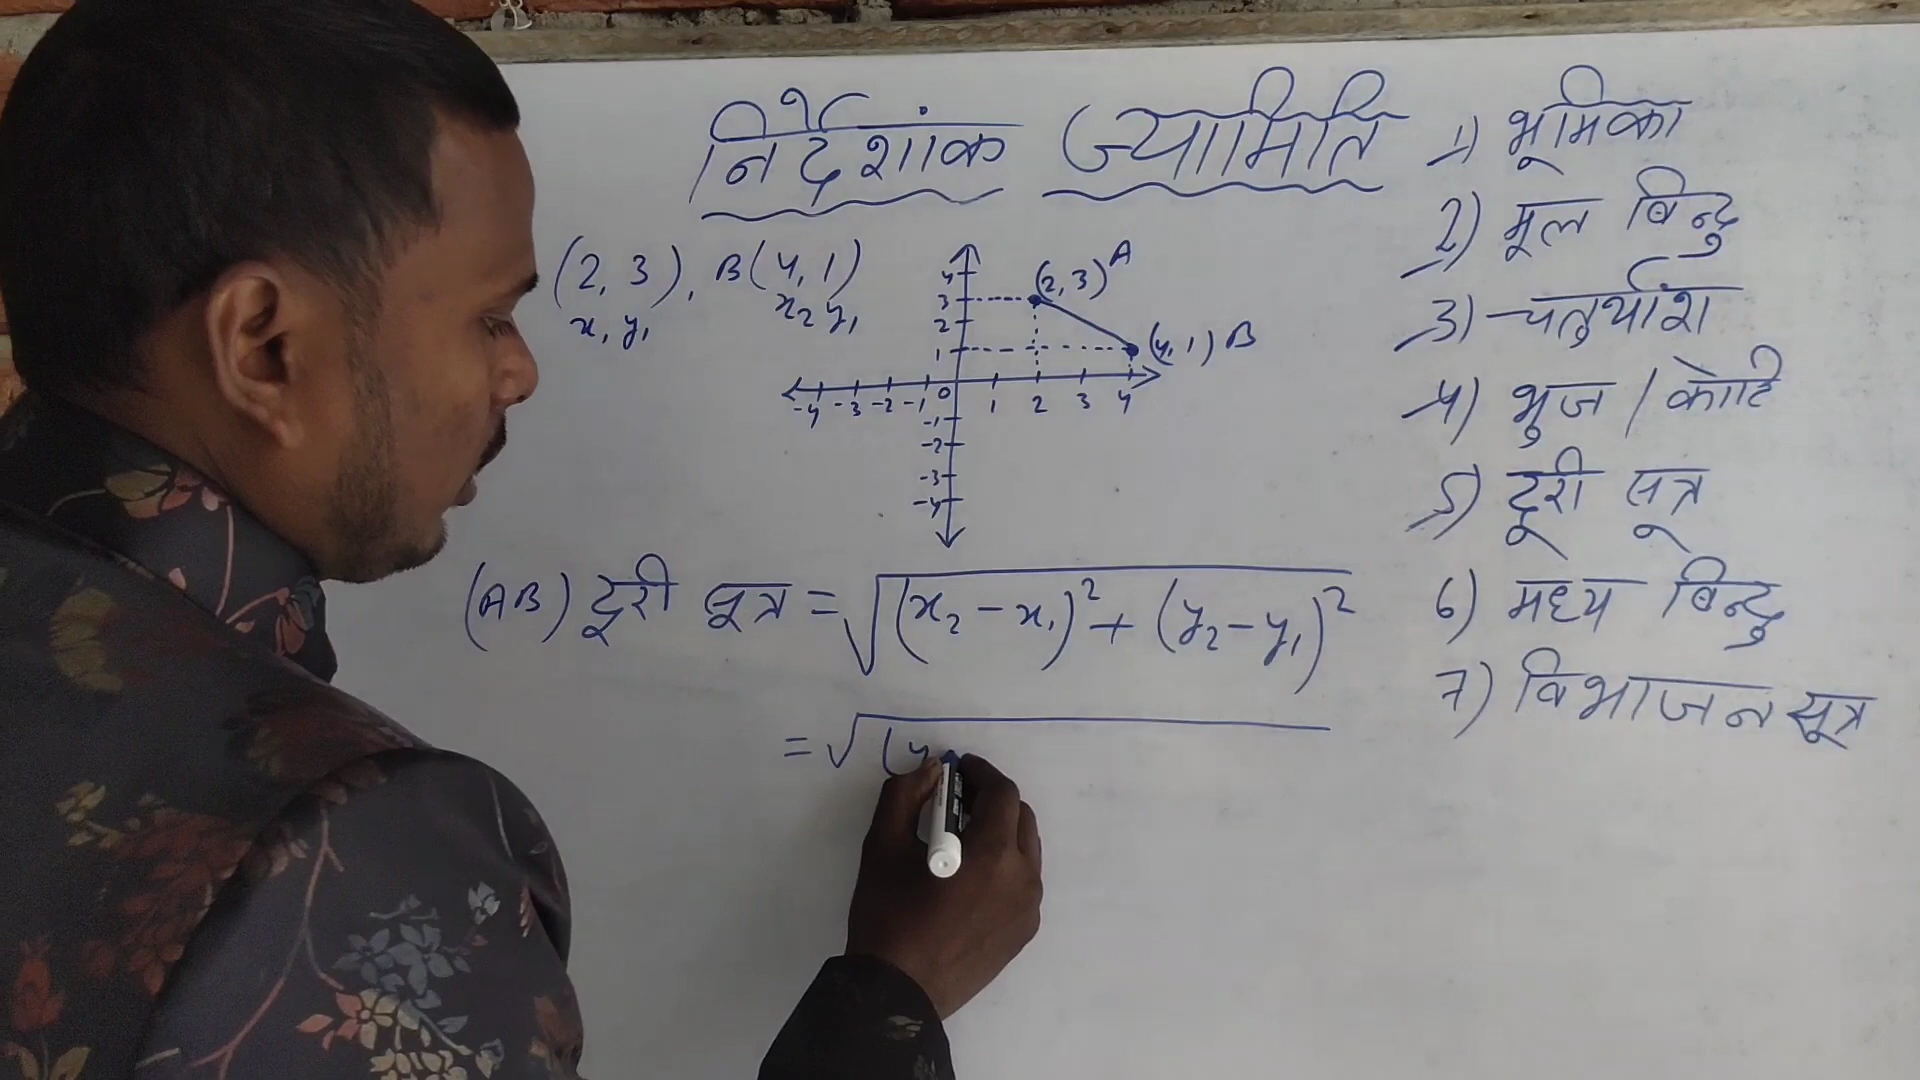 निर्देशांक ज्यामिति
(2, 3), B(4, 1)
x₁ y₁ x₂ y₁
4
3
2
1
(2, 3) A
(4, 1) B
-4 -3 -2 -1 0 1 2 3 4
-1
-2
-3
-4
(AB) दूरी सूत्र = √(x₂ - x₁)² + (y₂ - y₁)²
= √(4
1) भूमिका
2) मूल बिन्दु
3) चतुर्थांश
4) भुज / कोटि
5) दूरी सूत्र
6) मध्य बिन्दु
7) विभाजन सूत्र